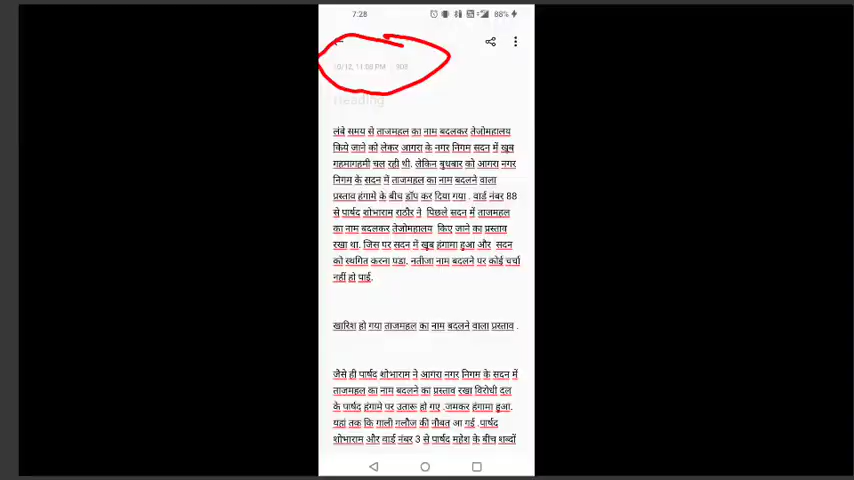 7.28
88%
10/12, 11:08 PM
Heading
लंबे समय से ताजमहल का नाम बदलकर तेजोमहालय
किये जाने को लेकर आगरा के नगर निगम सदन में खूब
गहमागहमी चल रही थी. लेकिन बुधबार को आगरा नगर
निगम के सदन में ताजमहल का नाम बदलने वाला
प्रस्ताव हंगामे के बीच ड्रॉप कर दिया गया . वार्ड नंबर 88
से पार्षद शोभाराम राठौर ने पिछले सदन में ताजमहल
का नाम बदलकर तेजोमहालय किए जाने का प्रस्ताव
रखा था. जिस पर सदन में खूब हंगामा हुआ और सदन
को स्थगित करना पडा. नतीजा नाम बदलने पर कोई चर्चा
नहीं हो पाई.
खारिश हो गया ताजमहल का नाम बदलने वाला प्रस्ताव .
जैसे ही पार्षद शोभाराम ने आगरा नगर निगम के सदन में
ताजमहल का नाम बदलने का प्रस्ताव रखा विरोधी दल
के पार्षद हंगामे पर उतारू हो गए .जमकर हंगामा हुआ.
यहां तक कि गाली गलौज की नौबत आ गई .पार्षद
शोभाराम और वार्ड नंबर 3 से पार्षद महेश के बीच शब्दों